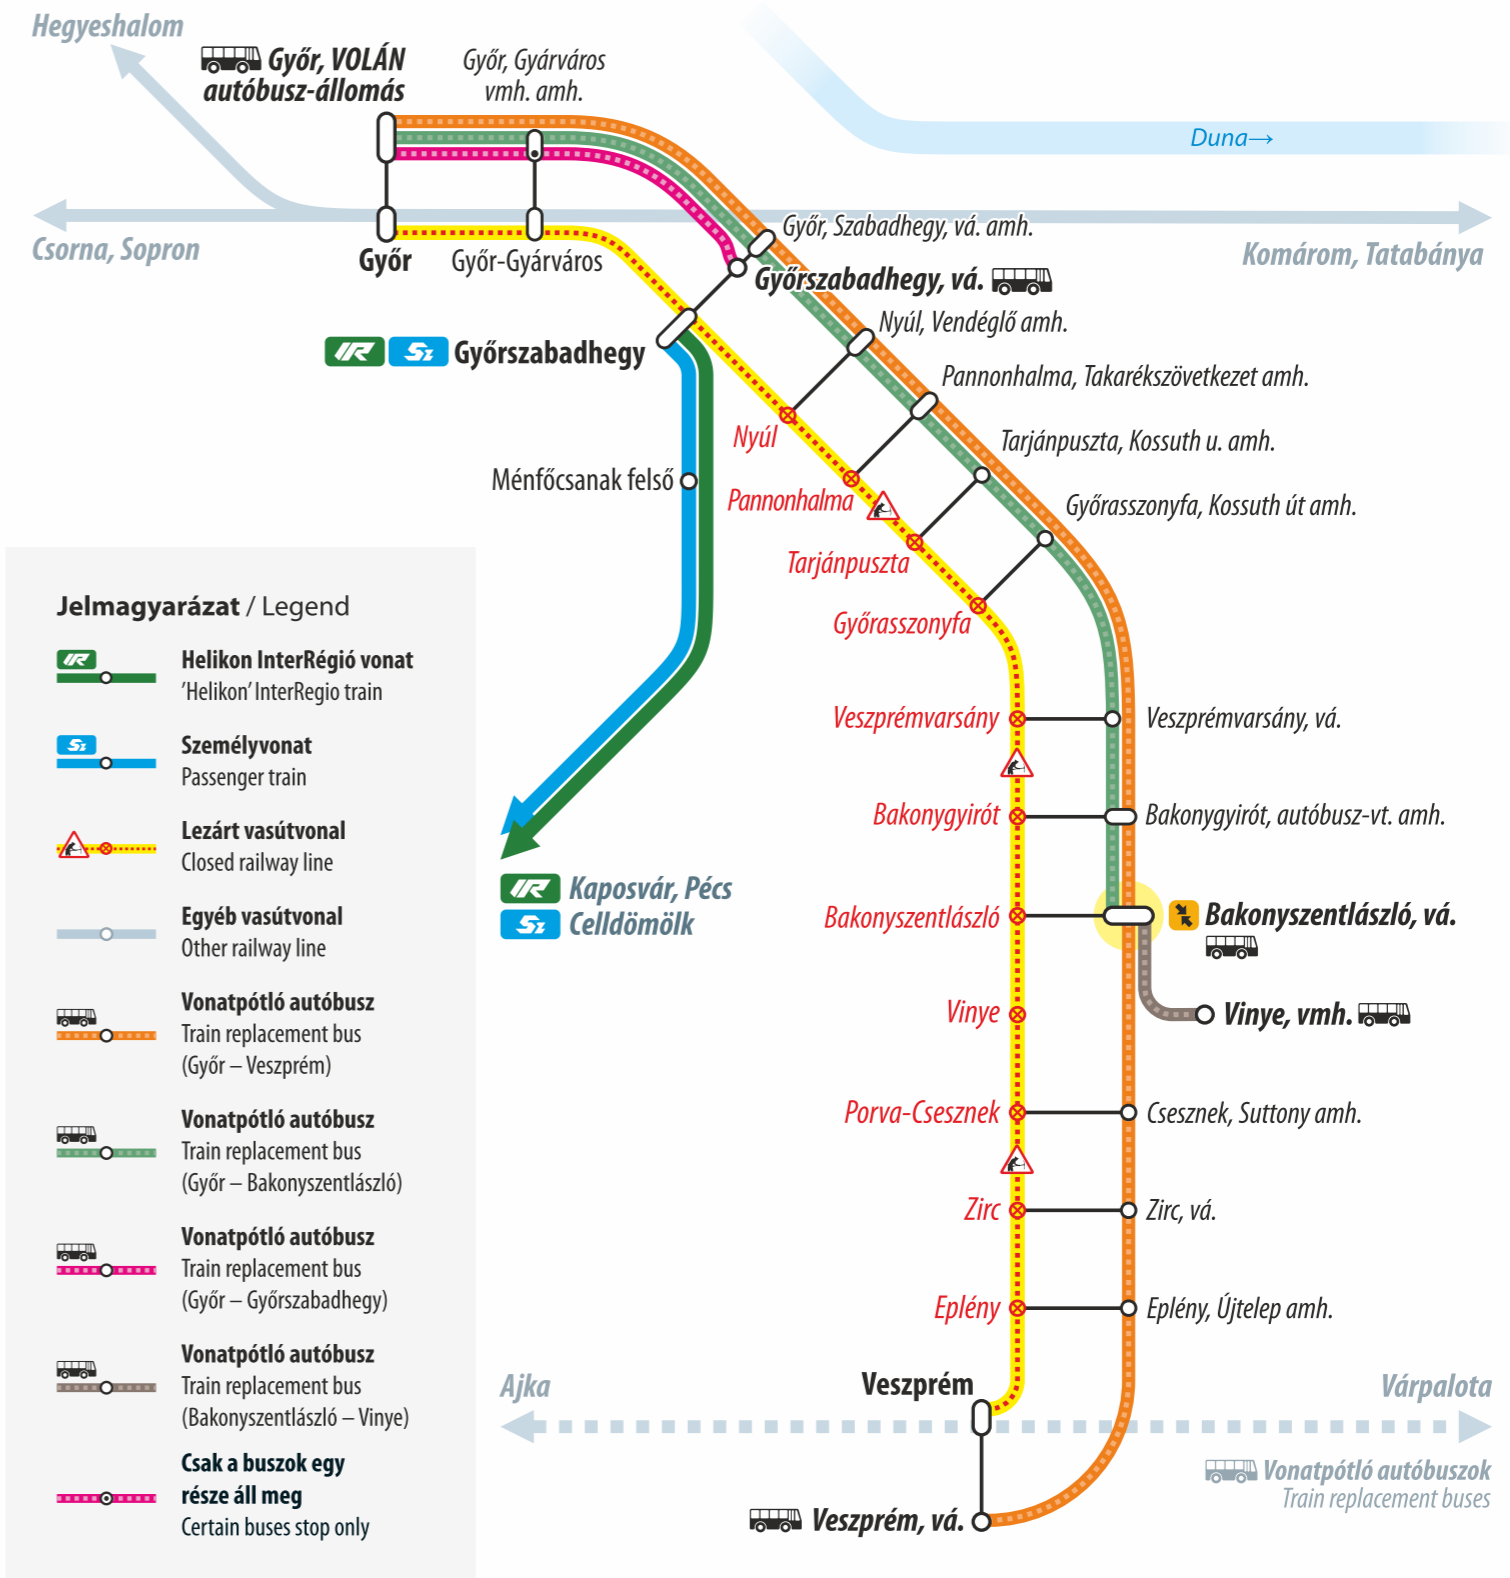 Hegyeshalom
Győr, VOLÁN
autóbusz-állomás
Győr, Gyárváros
vmh. amh.
Duna→
Csorna, Sopron
Győr
Győr-Gyárváros
Győr, Szabadhegy, vá. amh.
Komárom, Tatabánya
Győrszabadhegy, vá.
Nyúl, Vendéglő amh.
IR Sz Győrszabadhegy
Pannonhalma, Takarékszövetkezet amh.
Nyúl
Tarjánpuszta, Kossuth u. amh.
Ménfőcsanak felső
Pannonhalma
Győrasszonyfa, Kossuth út amh.
Tarjánpuszta
Győrasszonyfa
Veszprémvarsány
Veszprémvarsány, vá.
Bakonygyirót
Bakonygyirót, autóbusz-vt. amh.
IR Kaposvár, Pécs
Sz Celldömölk
Bakonyszentlászló
Bakonyszentlászló, vá.
Vinye
Vinye, vmh.
Porva-Csesznek
Csesznek, Suttony amh.
Zirc
Zirc, vá.
Eplény
Eplény, Újtelep amh.
Veszprém
Ajka
Várpalota
Vonatpótló autóbuszok
Train replacement buses
Veszprém, vá.
Jelmagyarázat / Legend
IR
Helikon InterRégió vonat
'Helikon' InterRegio train
Sz
Személyvonat
Passenger train
Lezárt vasútvonal
Closed railway line
Egyéb vasútvonal
Other railway line
Vonatpótló autóbusz
Train replacement bus
(Győr – Veszprém)
Vonatpótló autóbusz
Train replacement bus
(Győr – Bakonyszentlászló)
Vonatpótló autóbusz
Train replacement bus
(Győr – Győrszabadhegy)
Vonatpótló autóbusz
Train replacement bus
(Bakonyszentlászló – Vinye)
Csak a buszok egy
része áll meg
Certain buses stop only